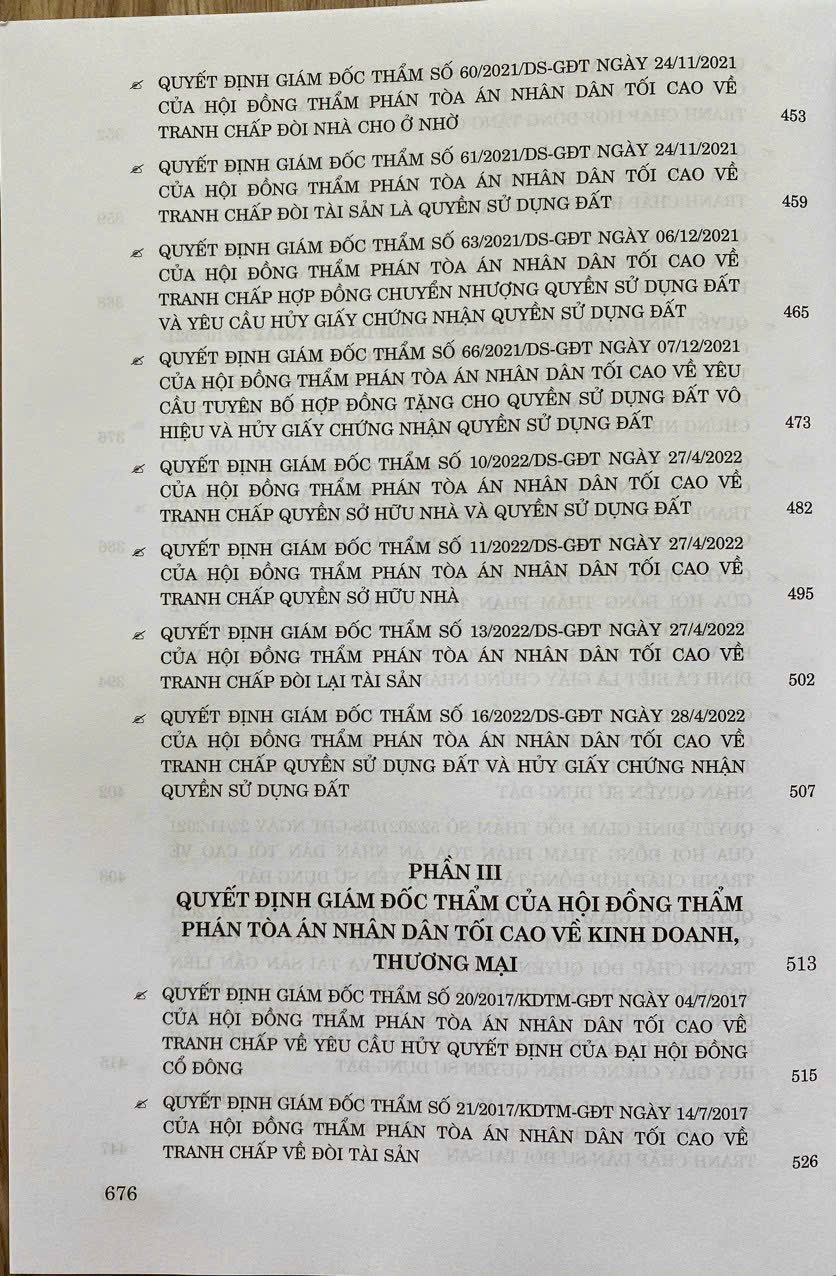 QUYẾT ĐỊNH GIÁM ĐỐC THẨM SỐ 60/2021/DS-GĐT NGÀY 24/11/2021
CỦA HỘI ĐỒNG THẨM PHÁN TÒA ÁN NHÂN DÂN TỐI CAO VỀ
TRANH CHẤP ĐÒI NHÀ CHO Ở NHỜ 453
QUYẾT ĐỊNH GIÁM ĐỐC THẨM SỐ 61/2021/DS-GĐT NGÀY 24/11/2021
CỦA HỘI ĐỒNG THẨM PHÁN TÒA ÁN NHÂN DÂN TỐI CAO VỀ
TRANH CHẤP ĐÒI TÀI SẢN LÀ QUYỀN SỬ DỤNG ĐẤT 459
QUYẾT ĐỊNH GIÁM ĐỐC THẨM SỐ 63/2021/DS-GĐT NGÀY 06/12/2021
CỦA HỘI ĐỒNG THẨM PHÁN TÒA ÁN NHÂN DÂN TỐI CAO VỀ
TRANH CHẤP HỢP ĐỒNG CHUYỂN NHƯỢNG QUYỀN SỬ DỤNG ĐẤT
VÀ YÊU CẦU HỦY GIẤY CHỨNG NHẬN QUYỀN SỬ DỤNG ĐẤT 465
QUYẾT ĐỊNH GIÁM ĐỐC THẨM SỐ 66/2021/DS-GĐT NGÀY 07/12/2021
CỦA HỘI ĐỒNG THẨM PHÁN TÒA ÁN NHÂN DÂN TỐI CAO VỀ YÊU
CẦU TUYÊN BỐ HỢP ĐỒNG TẶNG CHO QUYỀN SỬ DỤNG ĐẤT VÔ
HIỆU VÀ HỦY GIẤY CHỨNG NHẬN QUYỀN SỬ DỤNG ĐẤT 473
QUYẾT ĐỊNH GIÁM ĐỐC THẨM SỐ 10/2022/DS-GĐT NGÀY 27/4/2022
CỦA HỘI ĐỒNG THẨM PHÁN TÒA ÁN NHÂN DÂN TỐI CAO VỀ
TRANH CHẤP QUYỀN SỞ HỮU NHÀ VÀ QUYỀN SỬ DỤNG ĐẤT 482
QUYẾT ĐỊNH GIÁM ĐỐC THẨM SỐ 11/2022/DS-GĐT NGÀY 27/4/2022
CỦA HỘI ĐỒNG THẨM PHÁN TÒA ÁN NHÂN DÂN TỐI CAO VỀ
TRANH CHẤP QUYỀN SỞ HỮU NHÀ 495
QUYẾT ĐỊNH GIÁM ĐỐC THẨM SỐ 13/2022/DS-GĐT NGÀY 27/4/2022
CỦA HỘI ĐỒNG THẨM PHÁN TÒA ÁN NHÂN DÂN TỐI CAO VỀ
TRANH CHẤP ĐÒI LẠI TÀI SẢN 502
QUYẾT ĐỊNH GIÁM ĐỐC THẨM SỐ 16/2022/DS-GĐT NGÀY 28/4/2022
CỦA HỘI ĐỒNG THẨM PHÁN TÒA ÁN NHÂN DÂN TỐI CAO VỀ
TRANH CHẤP QUYỀN SỬ DỤNG ĐẤT VÀ HỦY GIẤY CHỨNG NHẬN
QUYỀN SỬ DỤNG ĐẤT 507
PHẦN III
QUYẾT ĐỊNH GIÁM ĐỐC THẨM CỦA HỘI ĐỒNG THẨM
PHÁN TÒA ÁN NHÂN DÂN TỐI CAO VỀ KINH DOANH,
THƯƠNG MẠI 513
QUYẾT ĐỊNH GIÁM ĐỐC THẨM SỐ 20/2017/KDTM-GĐT NGÀY 04/7/2017
CỦA HỘI ĐỒNG THẨM PHÁN TÒA ÁN NHÂN DÂN TỐI CAO VỀ
TRANH CHẤP VỀ YÊU CẦU HỦY QUYẾT ĐỊNH CỦA ĐẠI HỘI ĐỒNG
CỔ ĐÔNG 515
QUYẾT ĐỊNH GIÁM ĐỐC THẨM SỐ 21/2017/KDTM-GĐT NGÀY 14/7/2017
CỦA HỘI ĐỒNG THẨM PHÁN TÒA ÁN NHÂN DÂN TỐI CAO VỀ
TRANH CHẤP VỀ ĐÒI TÀI SẢN 526
676